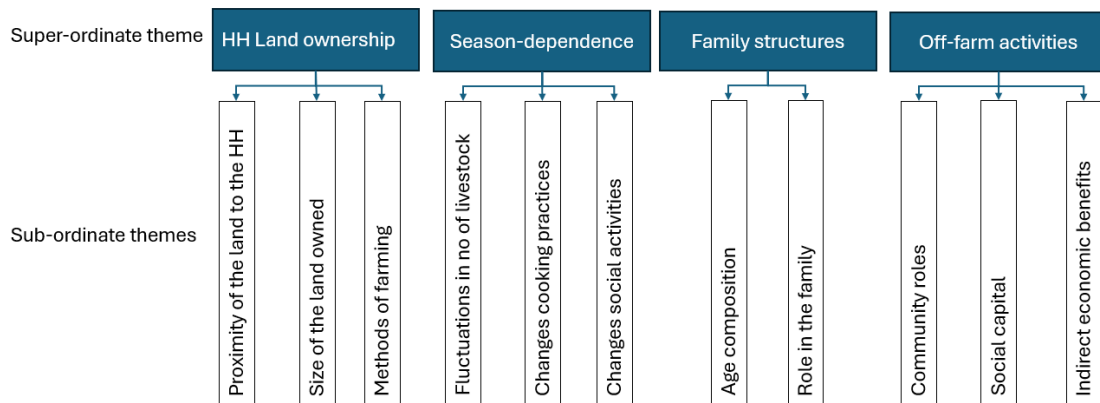 Super-ordinate theme
HH Land ownership
Season-dependence
Family structures
Off-farm activities
Sub-ordinate themes
Proximity of the land to the HH
Size of the land owned
Methods of farming
Fluctuations in no of livestock
Changes cooking practices
Changes social activities
Age composition
Role in the family
Community roles
Social capital
Indirect economic benefits